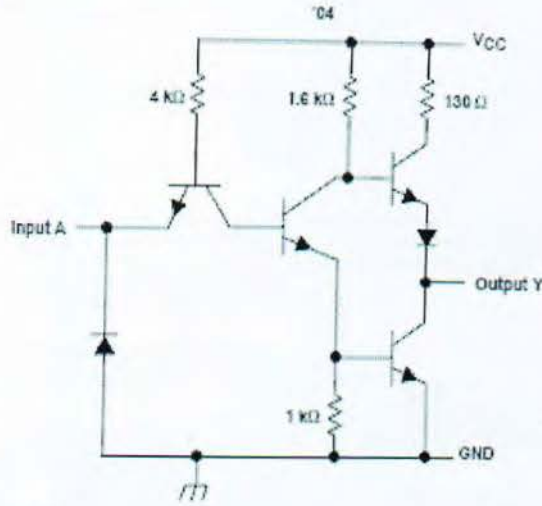 '04
VCC
4 kΩ
1.6 kΩ
130 Ω
Input A
Output Y
1 kΩ
GND